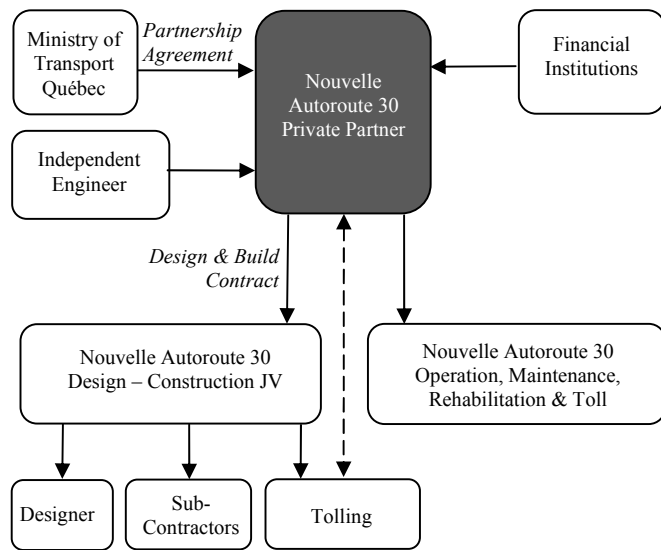 Ministry of
Transport
Québec
Partnership
Agreement
Nouvelle
Autoroute 30
Private Partner
Financial
Institutions
Independent
Engineer
Design & Build
Contract
Nouvelle Autoroute 30
Design – Construction JV
Nouvelle Autoroute 30
Operation, Maintenance,
Rehabilitation & Toll
Designer
Sub-
Contractors
Tolling